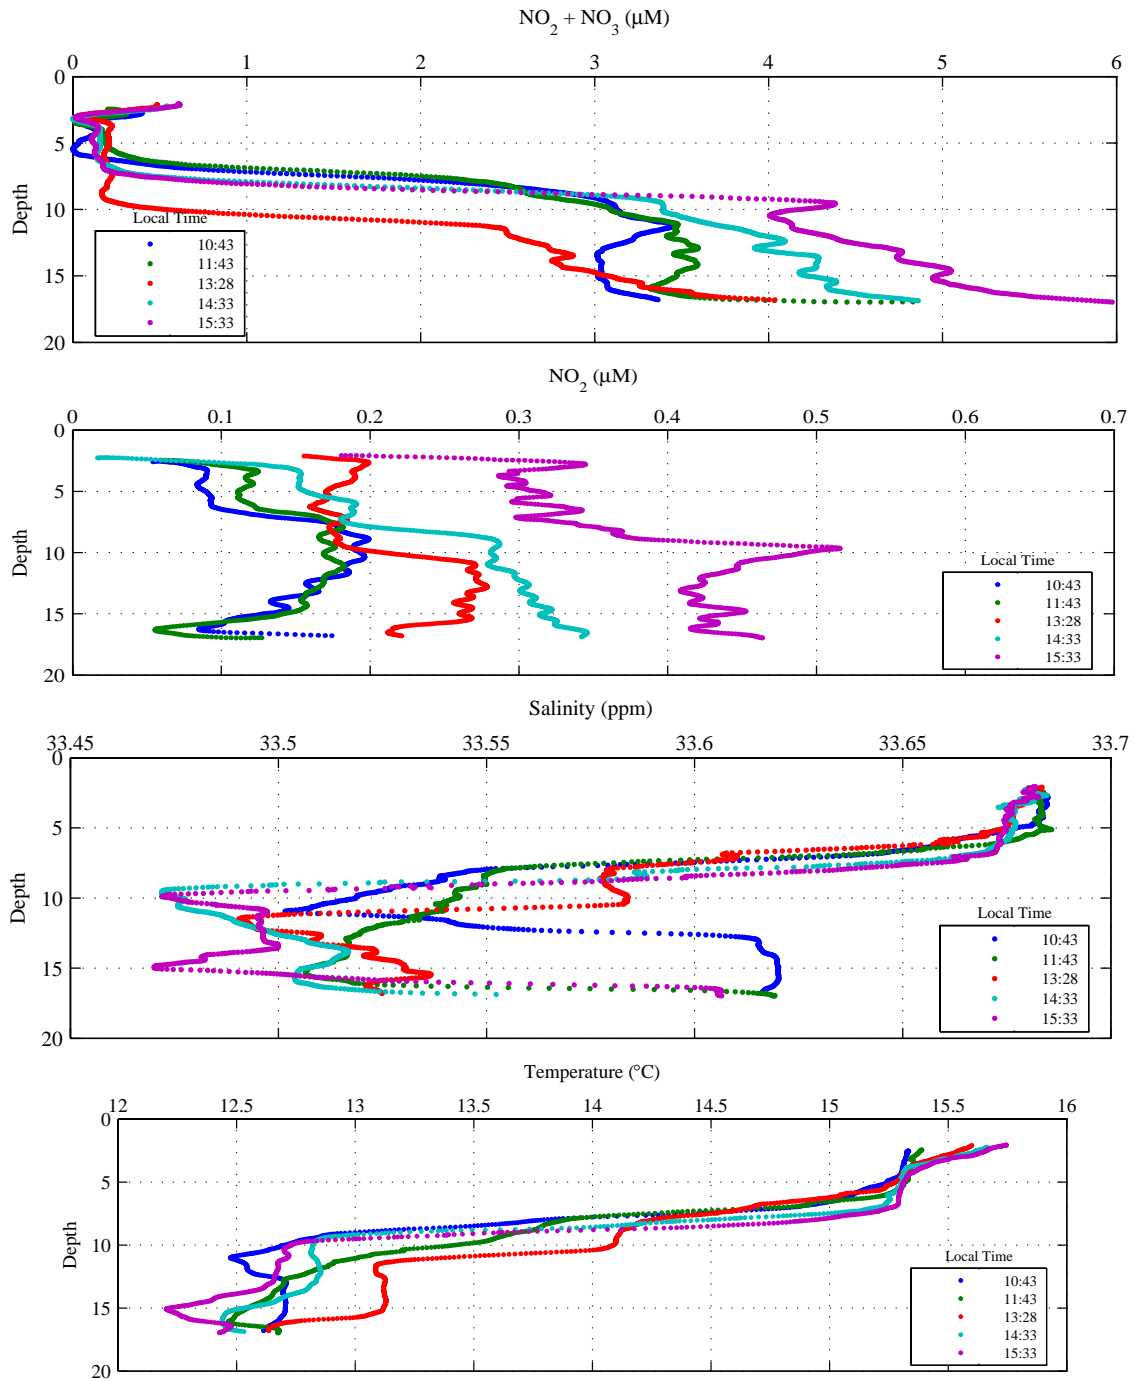 NO2 + NO3 (μM)
0 1 2 3 4 5 6
0
5
10
15
20
Depth
Local Time
10:43
11:43
13:28
14:33
15:33
NO2 (μM)
0 0.1 0.2 0.3 0.4 0.5 0.6 0.7
0
5
10
15
20
Depth
Local Time
10:43
11:43
13:28
14:33
15:33
Salinity (ppm)
33.45 33.5 33.55 33.6 33.65 33.7
0
5
10
15
20
Depth
Local Time
10:43
11:43
13:28
14:33
15:33
Temperature (°C)
12 12.5 13 13.5 14 14.5 15 15.5 16
0
5
10
15
20
Depth
Local Time
10:43
11:43
13:28
14:33
15:33